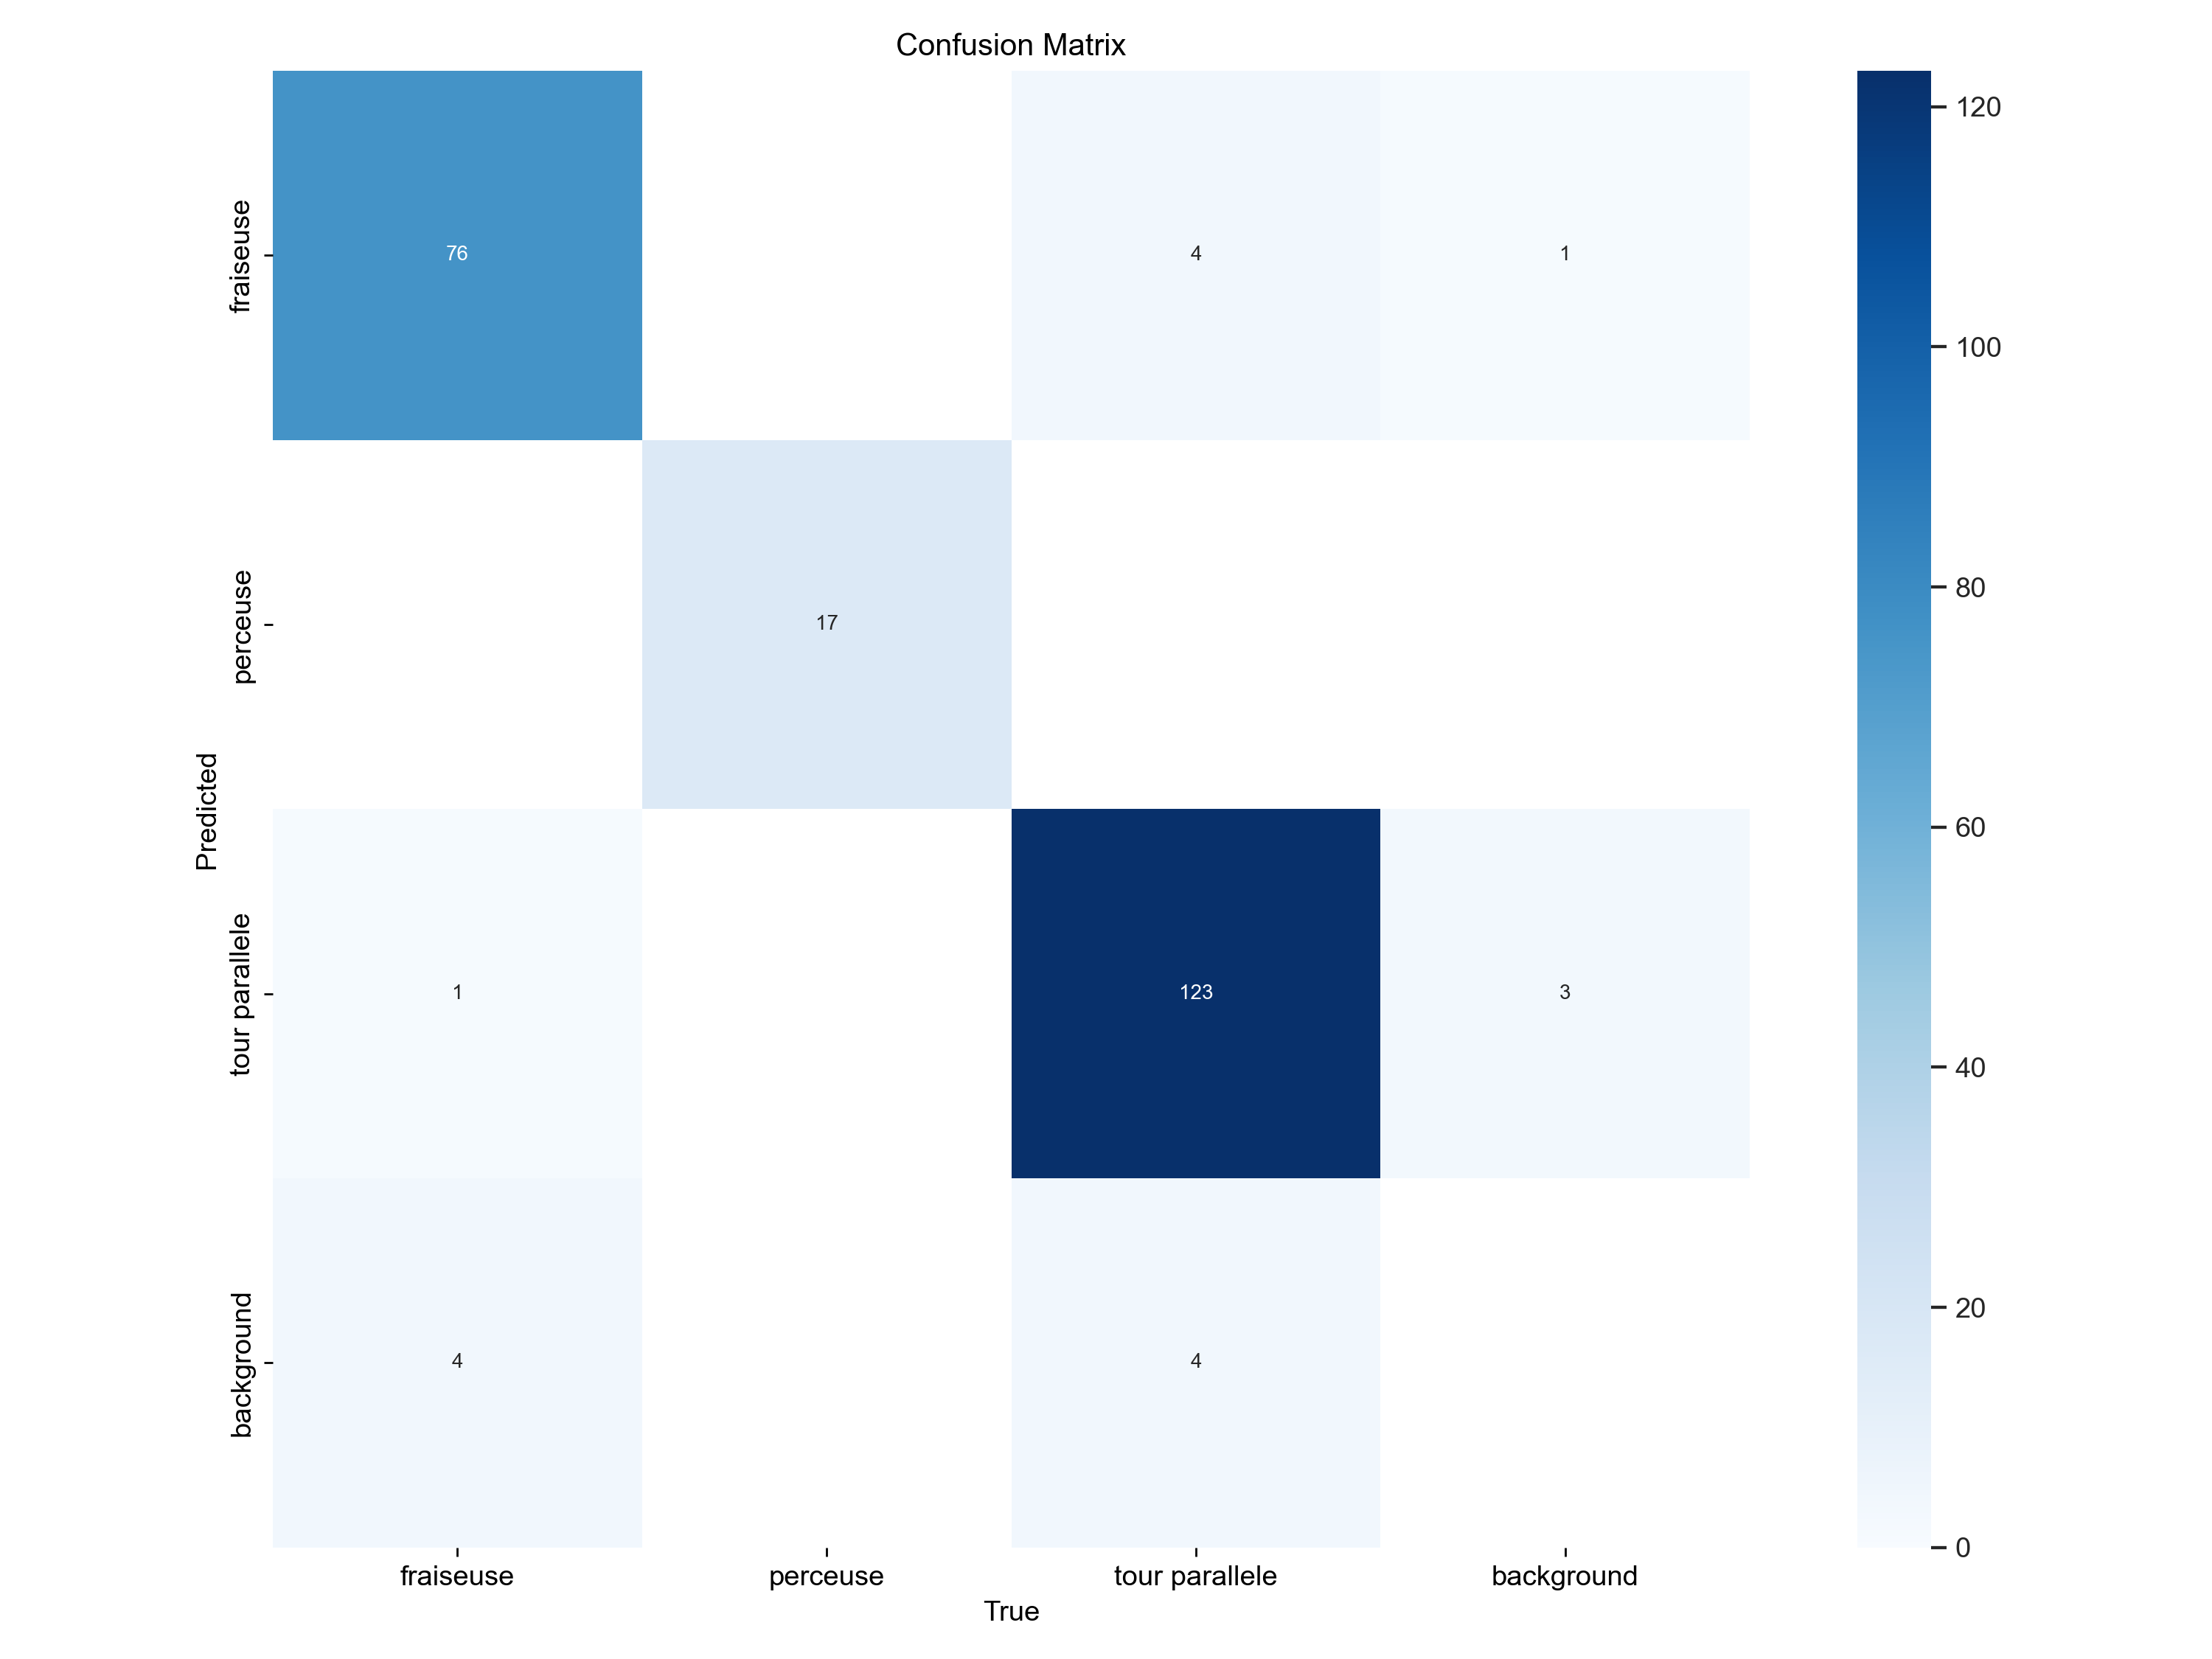 Confusion Matrix
Predicted
fraiseuse
76
4
1
perceuse
17
tour parallele
1
123
3
background
4
4
fraiseuse
perceuse
tour parallele
background
True
120
100
80
60
40
20
0